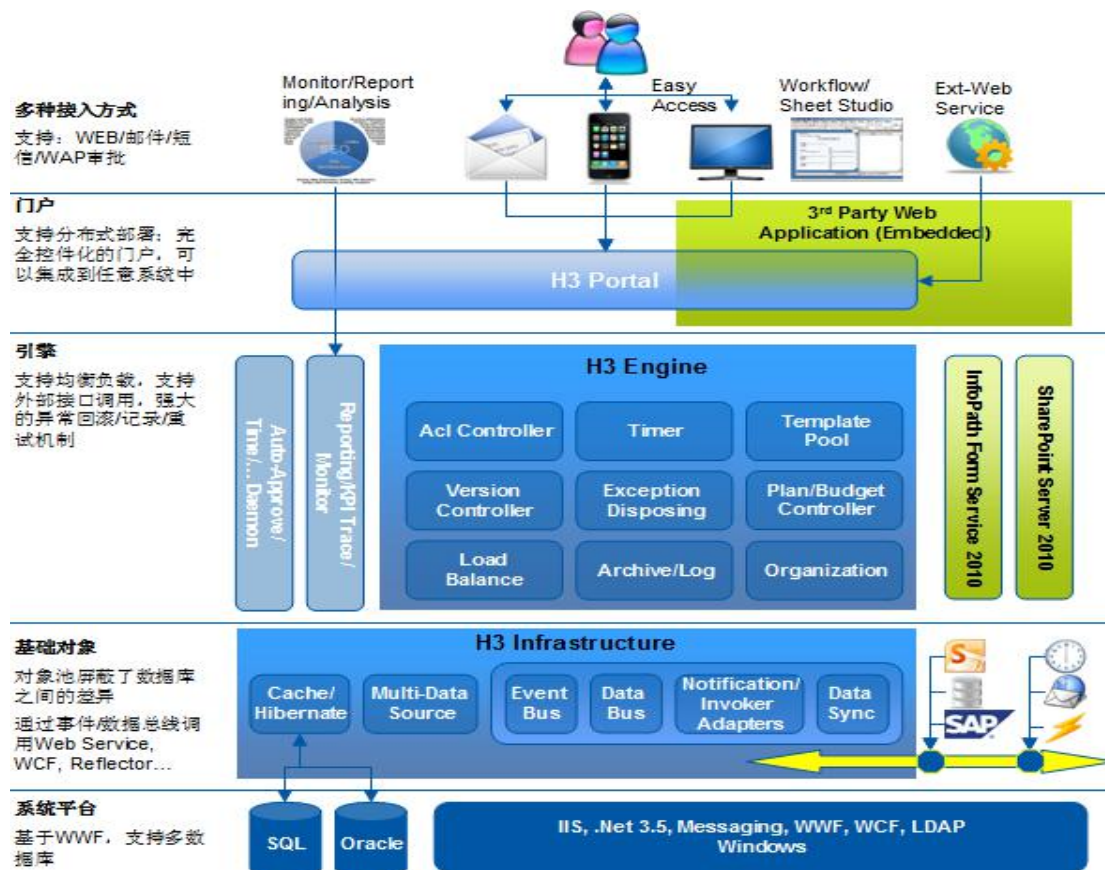 Monitor/Report
ing/Analysis
Easy
Access
Workflow/
Sheet Studio
Ext-Web
Service
多种接入方式
支持：WEB/邮件/短
信/WAP审批
门户
支持分布式部署；完
全控件化的门户，可
以集成到任意系统中
3rd Party Web
Application (Embedded)
H3 Portal
引擎
支持均衡负载，支持
外部接口调用，强大
的异常回滚/记录/重
试机制
Auto-Approve/
Time/... Daemon
Reporting/KPI Trace/
Monitor
H3 Engine
Acl Controller
Timer
Template
Pool
Version
Controller
Exception
Disposing
Plan/Budget
Controller
Load
Balance
Archive/Log
Organization
InfoPath Form Service 2010
SharePoint Server 2010
基础对象
对象池屏蔽了数据库
之间的差异
通过事件/数据总线调
用Web Service,
WCF, Reflector...
H3 Infrastructure
Cache/
Hibernate
Multi-Data
Source
Event
Bus
Data
Bus
Notification/
Invoker
Adapters
Data
Sync
S
SAP
系统平台
基于WWF，支持多数
据库
SQL
Oracle
IIS, .Net 3.5, Messaging, WWF, WCF, LDAP
Windows